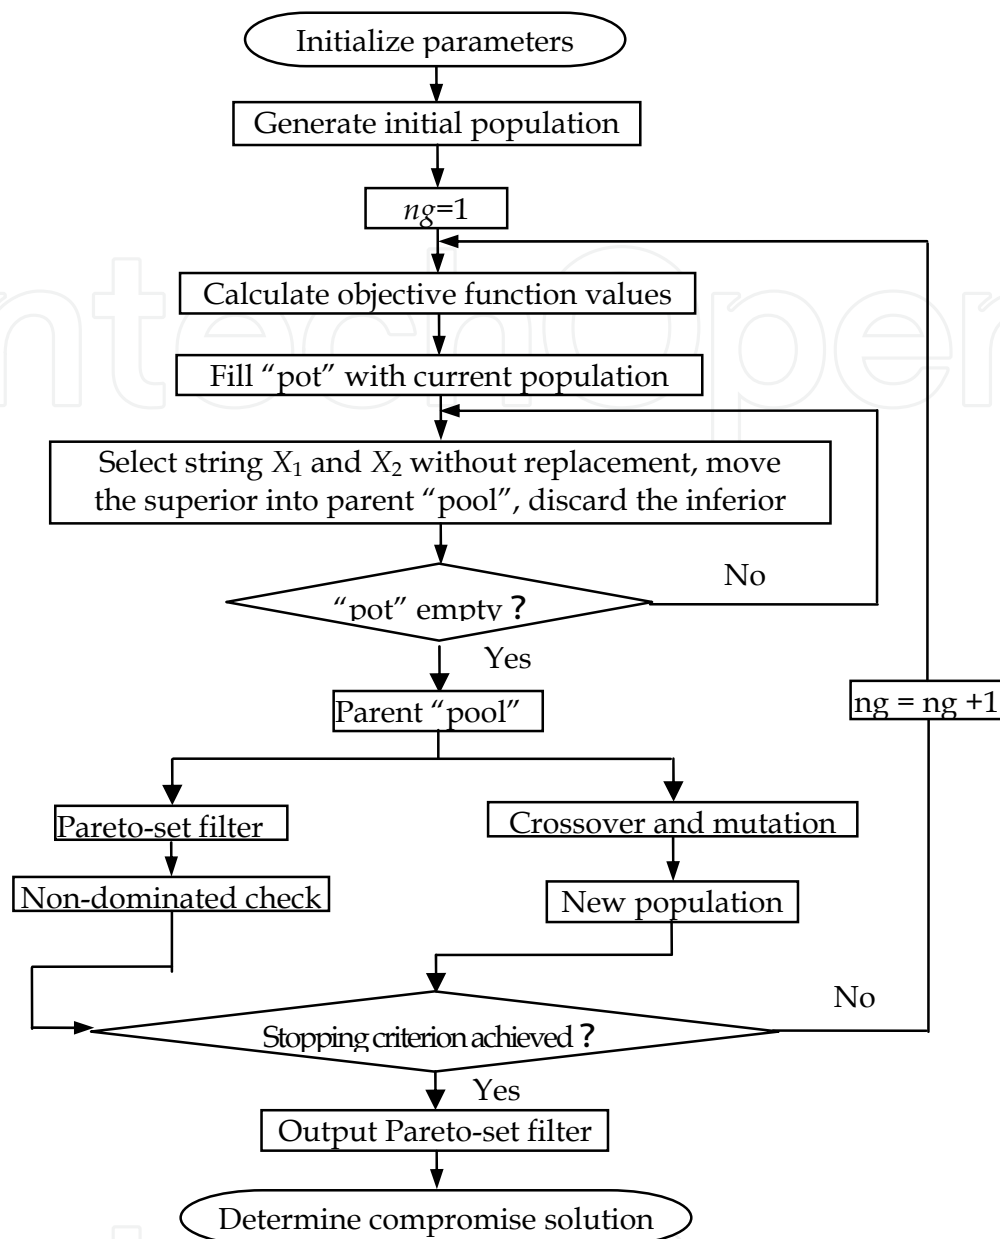 Initialize parameters
Generate initial population
ng=1
Calculate objective function values
Fill “pot” with current population
Select string X₁ and X₂ without replacement, move
the superior into parent “pool”, discard the inferior
No
“pot” empty ?
Yes
Parent “pool”
ng = ng +1
Pareto-set filter
Crossover and mutation
Non-dominated check
New population
No
Stopping criterion achieved ?
Yes
Output Pareto-set filter
Determine compromise solution